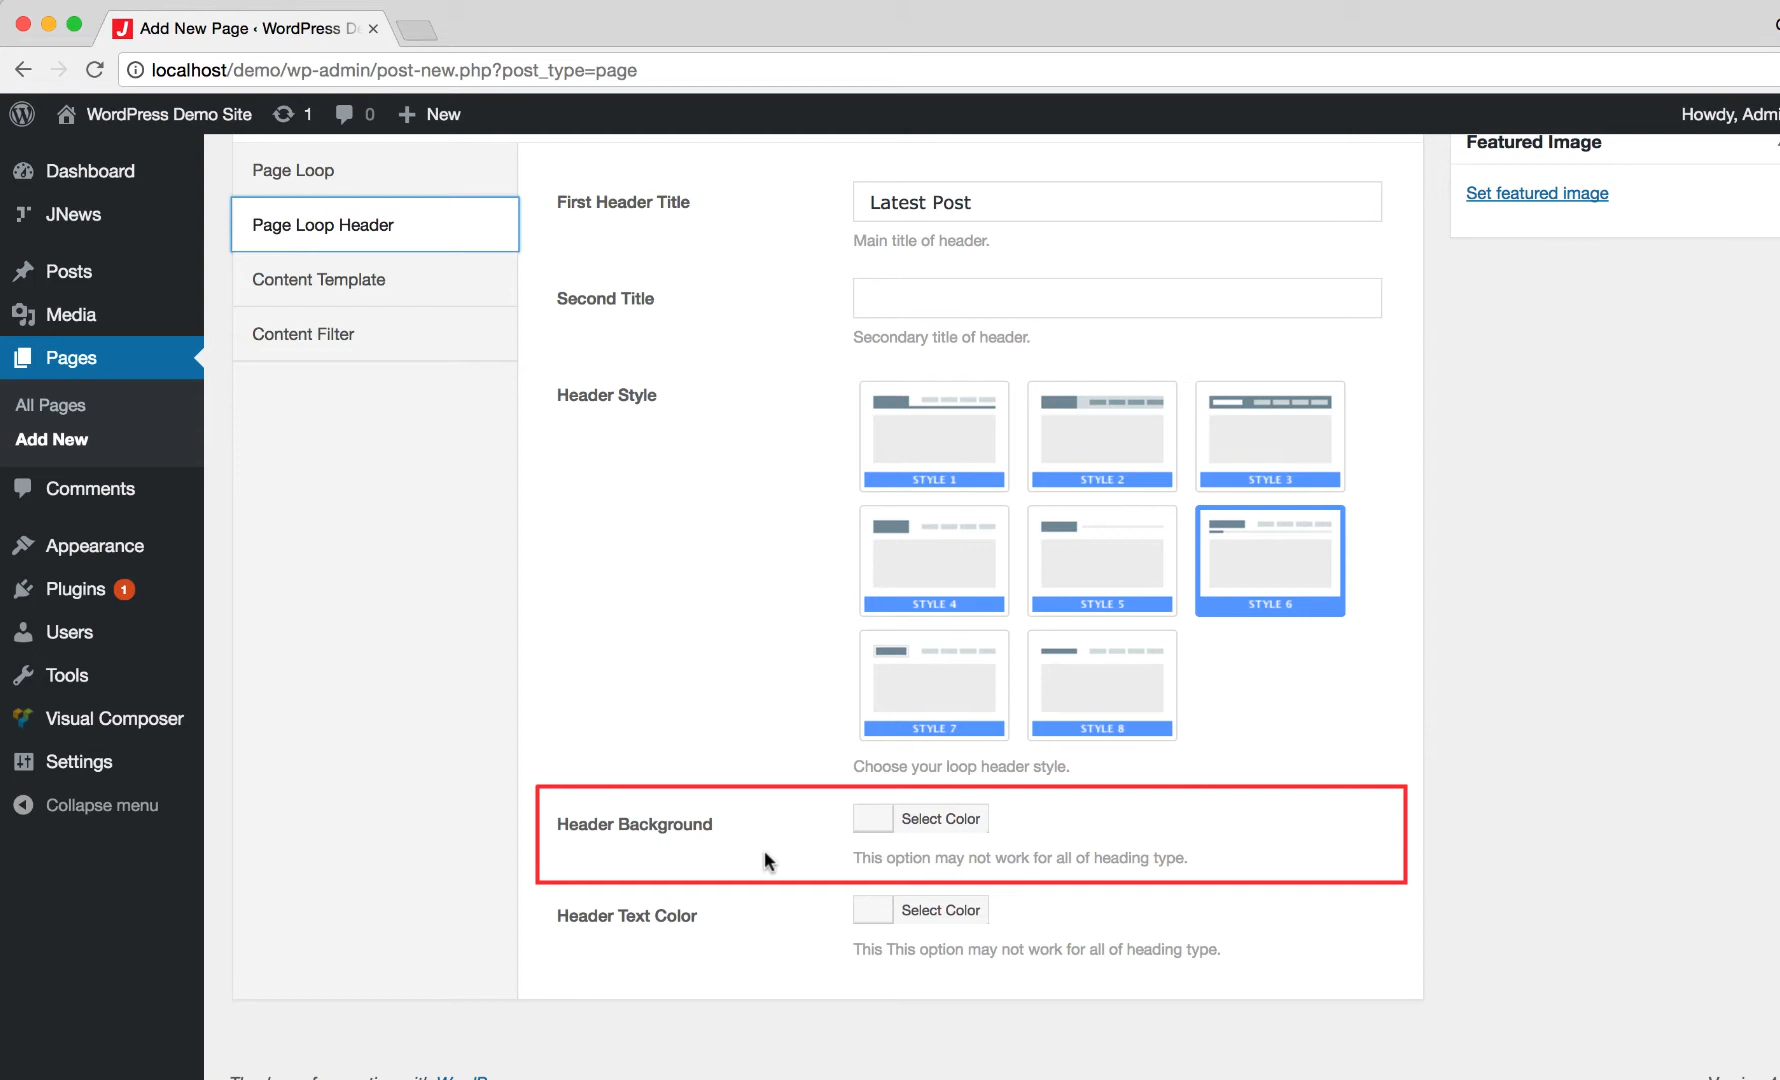 Add New Page ‹ WordPress De
localhost/demo/wp-admin/post-new.php?post_type=page
WordPress Demo Site 1 0 New
Howdy, Admi
Dashboard
JNews
Posts
Media
Pages
All Pages
Add New
Comments
Appearance
Plugins 1
Users
Tools
Visual Composer
Settings
Collapse menu
Page Loop
Page Loop Header
Content Template
Content Filter
First Header Title
Latest Post
Main title of header.
Second Title
Secondary title of header.
Header Style
STYLE 1 STYLE 2 STYLE 3
STYLE 4 STYLE 5 STYLE 6
STYLE 7 STYLE 8
Choose your loop header style.
Header Background
Select Color
This option may not work for all of heading type.
Header Text Color
Select Color
This This option may not work for all of heading type.
Featured Image
Set featured image